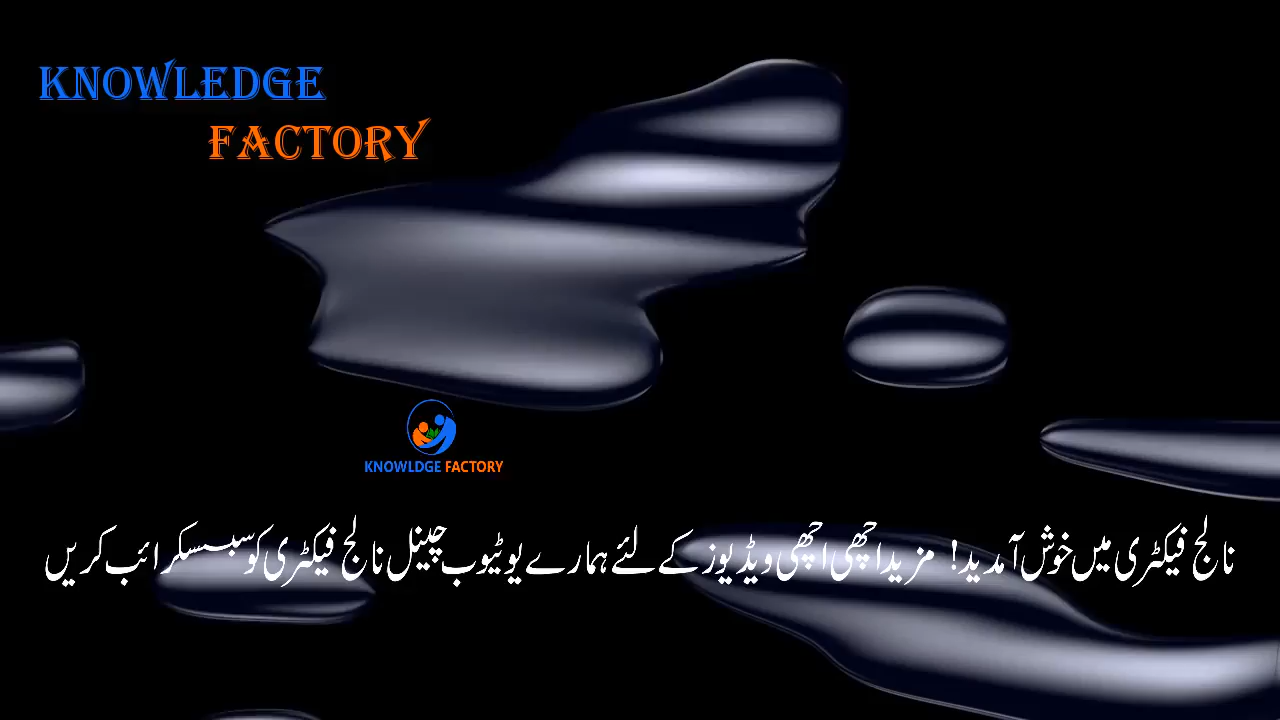 KNOWLEDGE
FACTORY
KNOWLDGE FACTORY
نالج فیکٹری میں خوش آمدید! مزید اچھی اچھی ویڈیوز کے لئے ہمارے یوٹیوب چینل نالج فیکٹری کو سبسکرائب کریں